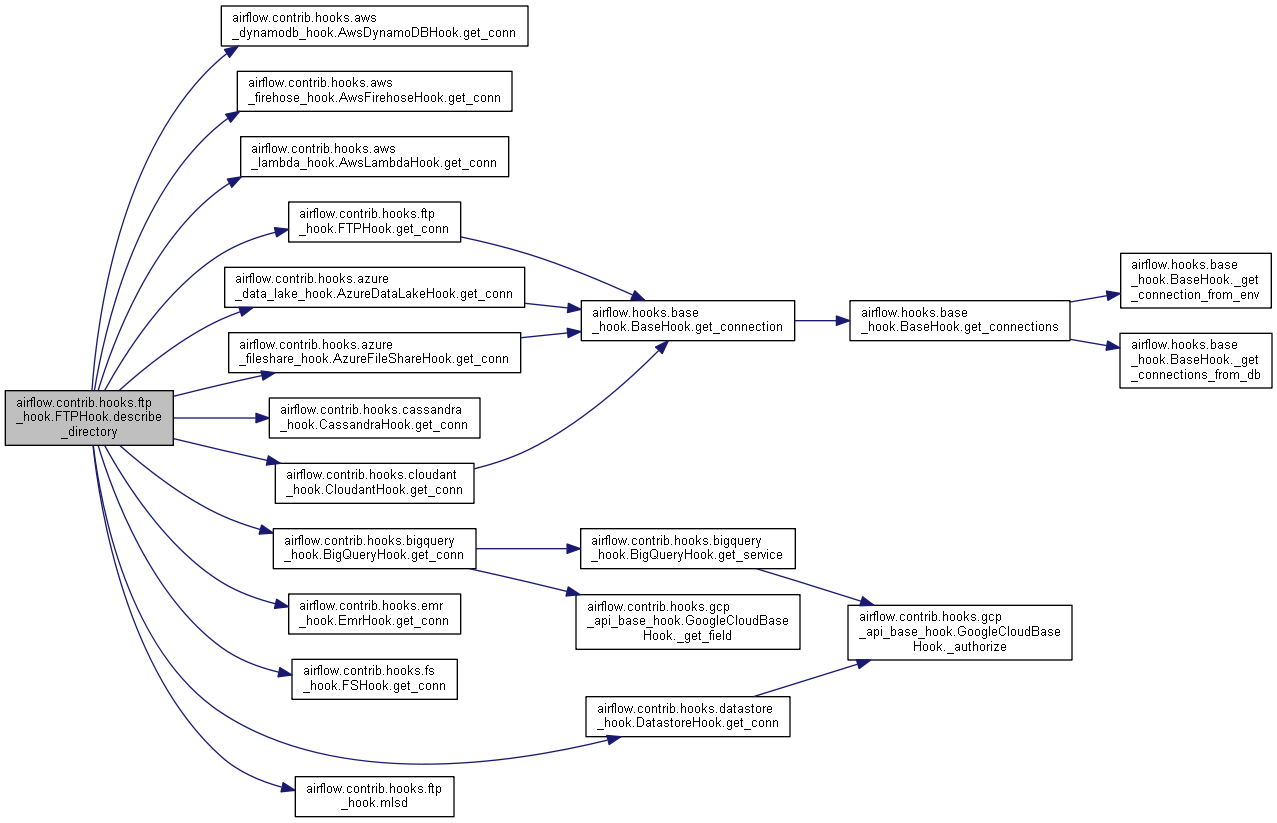 airflow.contrib.hooks.aws
_dynamodb_hook.AwsDynamoDBHook.get_conn
airflow.contrib.hooks.aws
_firehose_hook.AwsFirehoseHook.get_conn
airflow.contrib.hooks.aws
_lambda_hook.AwsLambdaHook.get_conn
airflow.contrib.hooks.ftp
_hook.FTPHook.get_conn
airflow.contrib.hooks.azure
_data_lake_hook.AzureDataLakeHook.get_conn
airflow.contrib.hooks.azure
_fileshare_hook.AzureFileShareHook.get_conn
airflow.contrib.hooks.ftp
_hook.FTPHook.describe
_directory
airflow.contrib.hooks.cassandra
_hook.CassandraHook.get_conn
airflow.contrib.hooks.cloudant
_hook.CloudantHook.get_conn
airflow.contrib.hooks.bigquery
_hook.BigQueryHook.get_conn
airflow.contrib.hooks.emr
_hook.EmrHook.get_conn
airflow.contrib.hooks.fs
_hook.FSHook.get_conn
airflow.contrib.hooks.ftp
_hook.mlsd
airflow.hooks.base
_hook.BaseHook.get_connection
airflow.contrib.hooks.bigquery
_hook.BigQueryHook.get_service
airflow.contrib.hooks.gcp
_api_base_hook.GoogleCloudBase
Hook._get_field
airflow.contrib.hooks.datastore
_hook.DatastoreHook.get_conn
airflow.hooks.base
_hook.BaseHook.get_connections
airflow.contrib.hooks.gcp
_api_base_hook.GoogleCloudBase
Hook._authorize
airflow.hooks.base
_hook.BaseHook._get
_connection_from_env
airflow.hooks.base
_hook.BaseHook._get
_connections_from_db